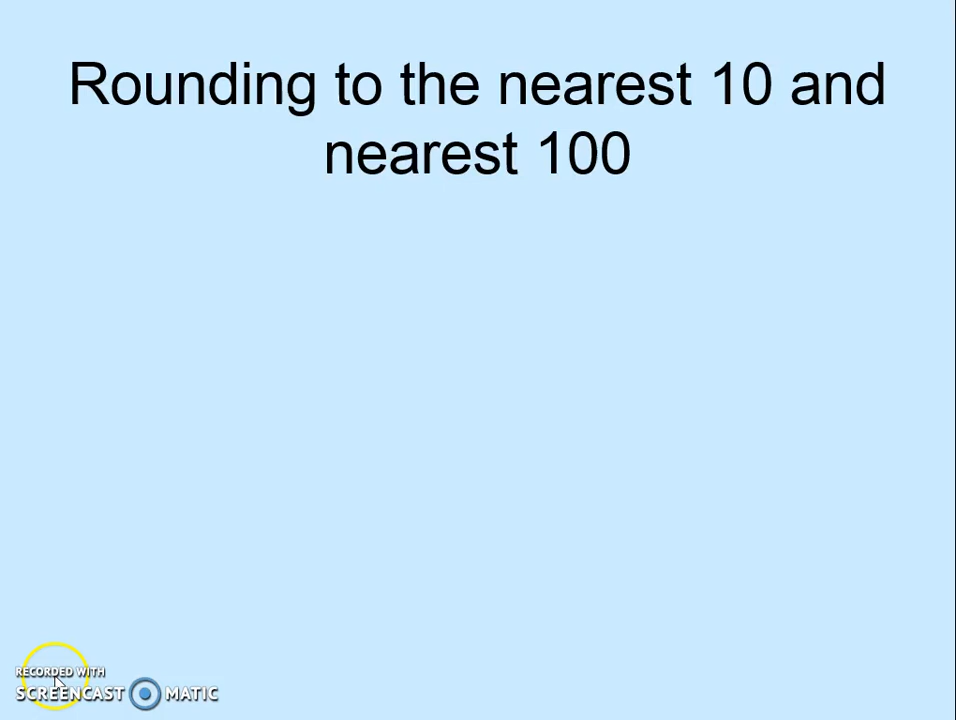 Rounding to the nearest 10 and
nearest 100
RECORDED WITH
SCREENCAST MATIC